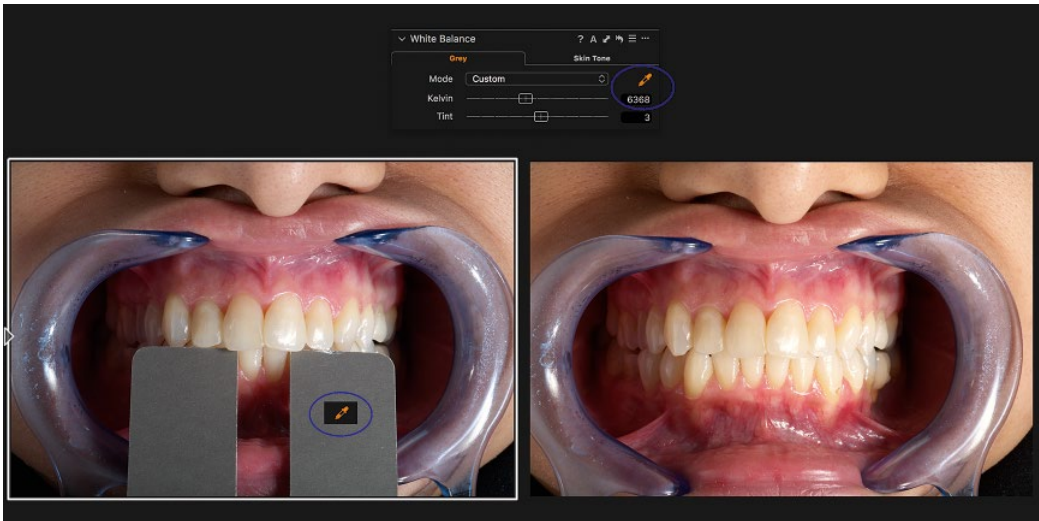 White Balance ? A
Grey Skin Tone
Mode Custom
Kelvin 6368
Tint 3